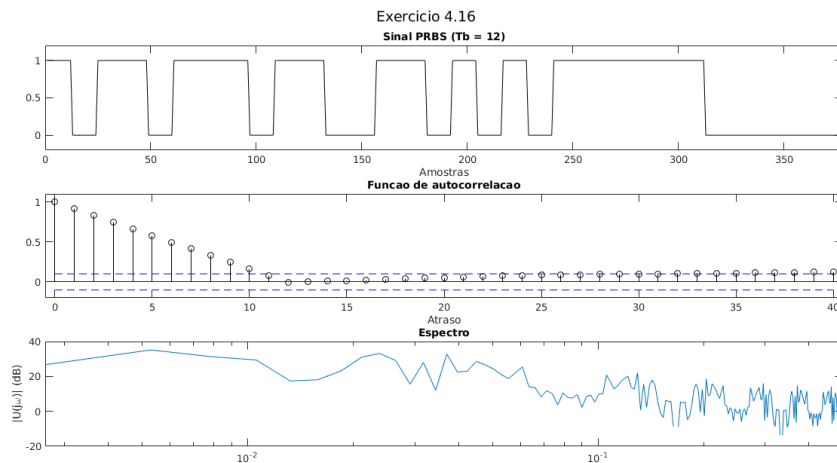 Exercicio 4.16
Sinal PRBS (Tb = 12)
1
0.5
0
0 50 100 150 200 250 300 350
Amostras
Funcao de autocorrelacao
1
0.5
0
0 5 10 15 20 25 30 35 40
Atraso
Espectro
40
20
0
-20
|U(jω)| (dB)
10-2 10-1